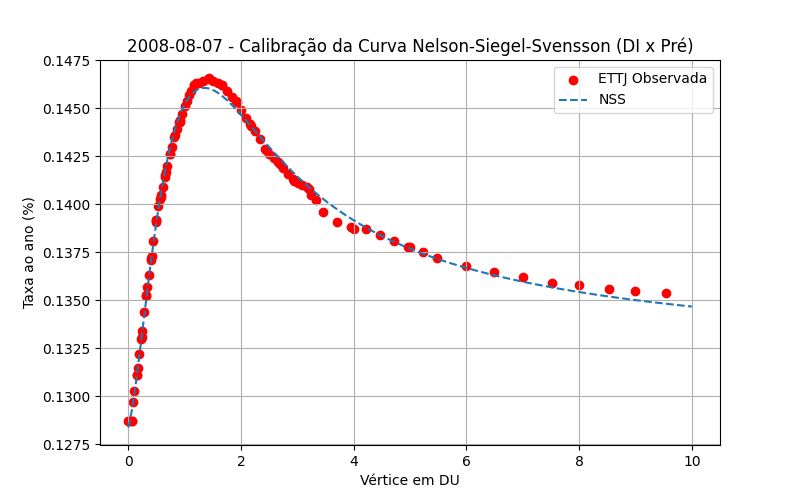 2008-08-07 - Calibração da Curva Nelson-Siegel-Svensson (DI x Pré)
ETTJ Observada
NSS
Taxa ao ano (%)
0.1475
0.1450
0.1425
0.1400
0.1375
0.1350
0.1325
0.1300
0.1275
0 2 4 6 8 10
Vértice em DU